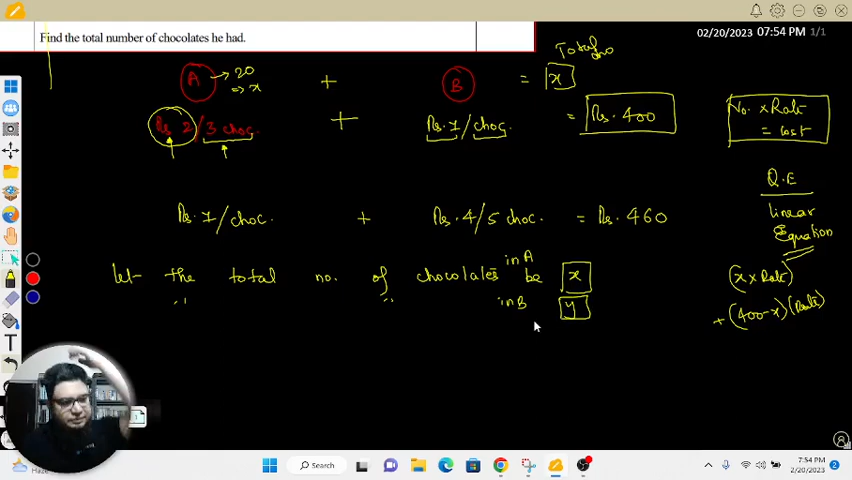 02/20/2023 07:54 PM 1/1
Find the total number of chocolates he had.
Total
A → 20 + B = x
⇒ x
Rs 2/3 choc. + Rs.1/choc. = Rs.400
No. x Rate
= cost
Q.E
linear
Equation
Rs.1/choc. + Rs.4/5 choc. = Rs.460
let the total no. of chocolates in A be x
(x x Rate)
'' '' in B y
+ (400-x)(Rate)
Search
7:54 PM
2/20/2023